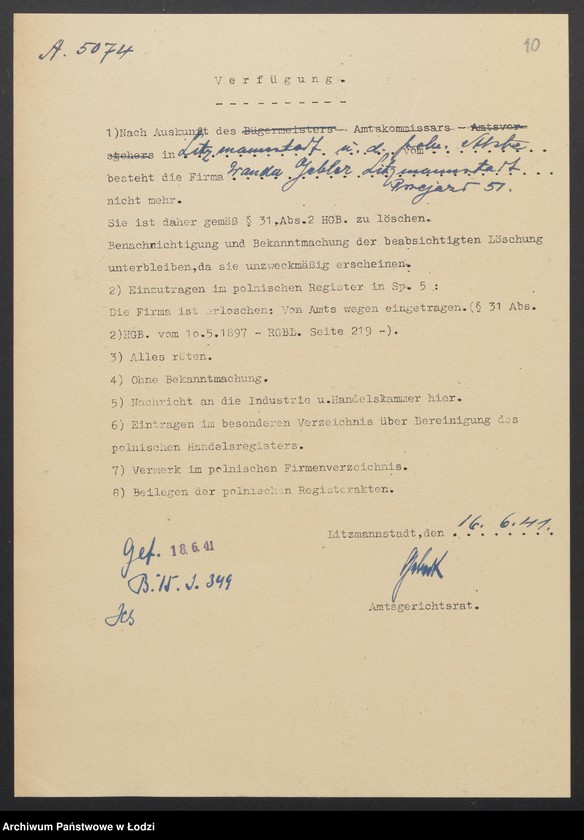 A. 5074
10
Verfügung.
- - - - - - - - - -
1)Nach Auskunft des Bügermeisters - Amtskommissars - Amtsvor-
stehers in Litzmannstadt u. d. poln. vom
besteht die Firma Wanda Gebler Litzmannstadt
51.
nicht mehr.
Sie ist daher gemäß § 31,Abs.2 HGB. zu löschen.
Benachrichtigung und Bekanntmachung der beabsichtigten Löschung
unterbleiben,da sie unzweckmäßig erscheinen.
2) Einzutragen im polnischen Register in Sp. 5 :
Die Firma ist erloschen: Von Amts wegen eingetragen.(§ 31 Abs.
2)HGB. vom 1o.5.1897 - RGBL. Seite 219 -).
3) Alles röten.
4) Ohne Bekanntmachung.
5) Nachricht an die Industrie u.Handelskammer hier.
6) Eintragen im besonderen Verzeichnis über Bereinigung des
polnischen Handelsregisters.
7) Vermerk im polnischen Firmenverzeichnis.
8) Beilegen der polnischen Registerakten.
Litzmannstadt,den 16. 6.41.
Gef. 18.6.41
B.15. J. 349
Amtsgerichtsrat.
Archiwum Państwowe w Łodzi